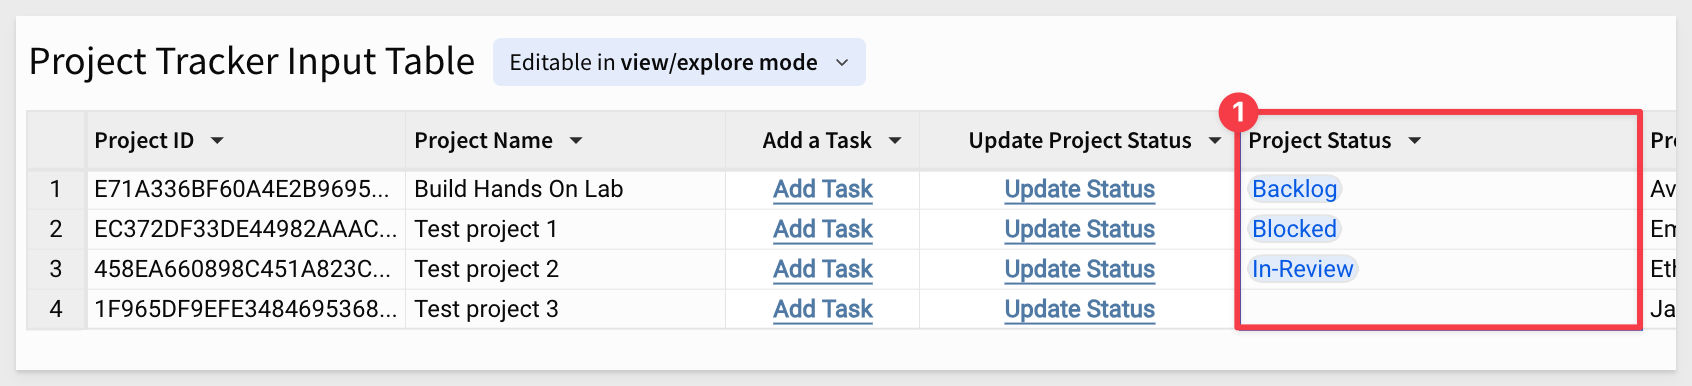 Project Tracker Input Table Editable in view/explore mode
1
Project ID Project Name Add a Task Update Project Status Project Status Pr
1 E71A336BF60A4E2B9695... Build Hands On Lab Add Task Update Status Backlog Av
2 EC372DF33DE44982AAAC... Test project 1 Add Task Update Status Blocked Em
3 458EA660898C451A823C... Test project 2 Add Task Update Status In-Review Eth
4 1F965DF9EFE3484695368... Test project 3 Add Task Update Status Ja